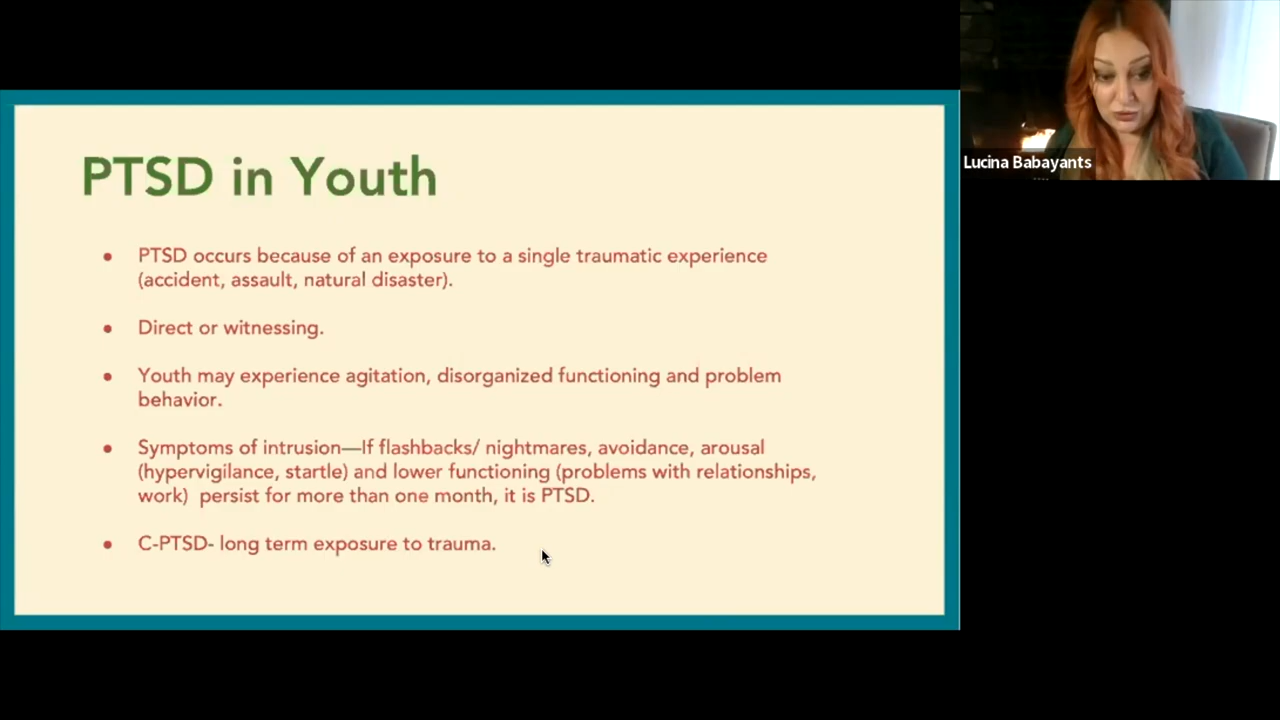 PTSD in Youth
• PTSD occurs because of an exposure to a single traumatic experience
(accident, assault, natural disaster).
• Direct or witnessing.
• Youth may experience agitation, disorganized functioning and problem
behavior.
• Symptoms of intrusion—If flashbacks/ nightmares, avoidance, arousal
(hypervigilance, startle) and lower functioning (problems with relationships,
work)  persist for more than one month, it is PTSD.
• C-PTSD- long term exposure to trauma.
Lucina Babayants